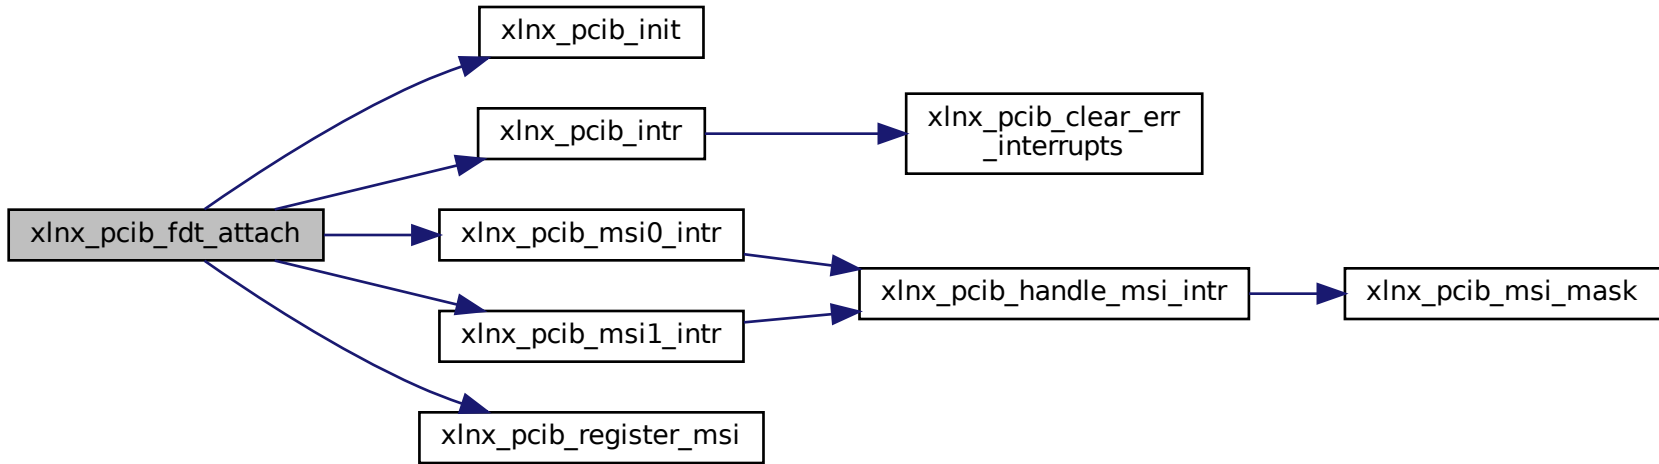 xlnx_pcib_fdt_attach
xlnx_pcib_init
xlnx_pcib_intr
xlnx_pcib_clear_err
_interrupts
xlnx_pcib_msi0_intr
xlnx_pcib_msi1_intr
xlnx_pcib_handle_msi_intr
xlnx_pcib_msi_mask
xlnx_pcib_register_msi